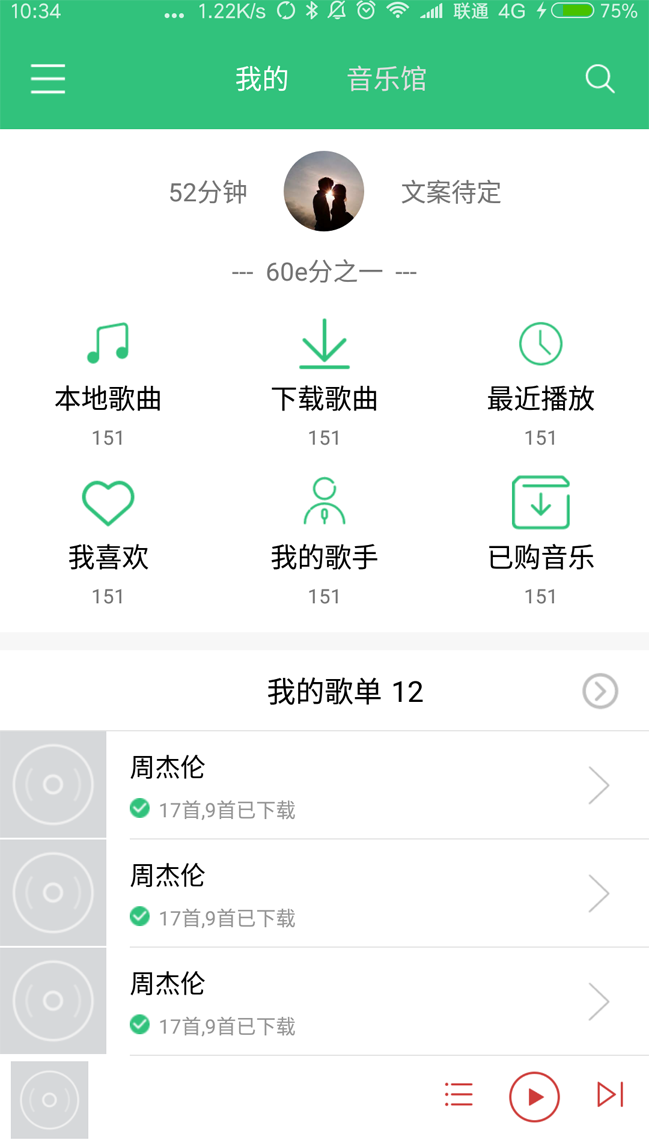 10:34 ... 1.22K/s 联通 4G 75%
我的 音乐馆
52分钟 文案待定
--- 60e分之一 ---
本地歌曲 下载歌曲 最近播放
151 151 151
我喜欢 我的歌手 已购音乐
151 151 151
我的歌单 12
周杰伦
17首,9首已下载
周杰伦
17首,9首已下载
周杰伦
17首,9首已下载